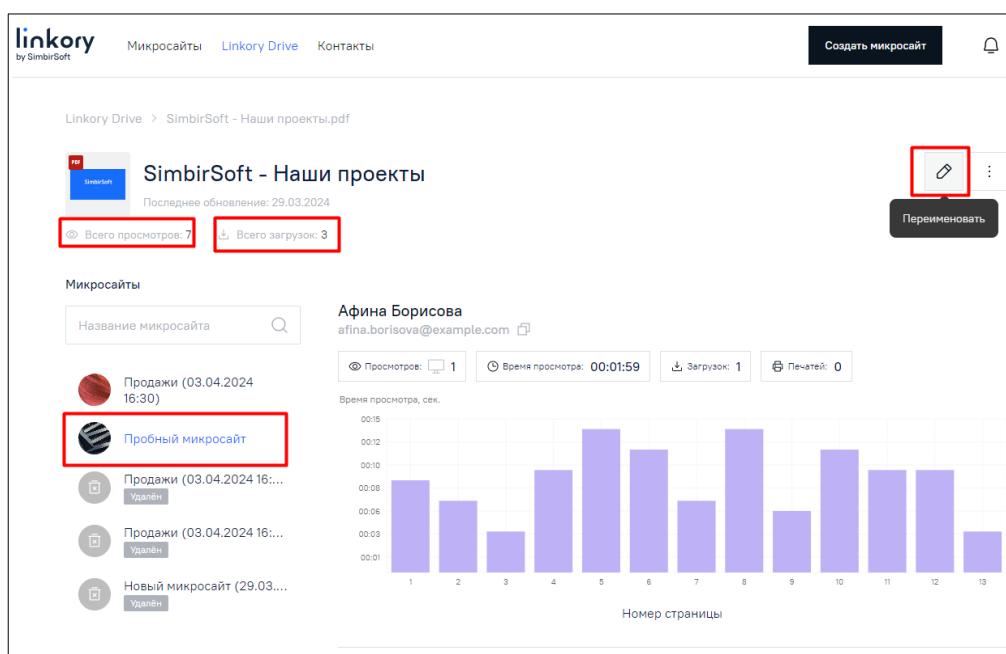 linkory
by SimbirSoft
Микросайты Linkory Drive Контакты
Создать микросайт
Linkory Drive > SimbirSoft - Наши проекты.pdf
PDF
SimbirSoft
SimbirSoft - Наши проекты
Последнее обновление: 29.03.2024
Переименовать
Всего просмотров: 7 Всего загрузок: 3
Микросайты
Название микросайта
Продажи (03.04.2024
16:30)
Пробный микросайт
Продажи (03.04.2024 16:...
Удалён
Продажи (03.04.2024 16:...
Удалён
Новый микросайт (29.03....
Удалён
Афина Борисова
afina.borisova@example.com
Просмотров: 1 Время просмотра: 00:01:59 Загрузок: 1 Печатей: 0
Время просмотра, сек.
00:15
00:12
00:10
00:08
00:06
00:03
00:01
1 2 3 4 5 6 7 8 9 10 11 12 13
Номер страницы